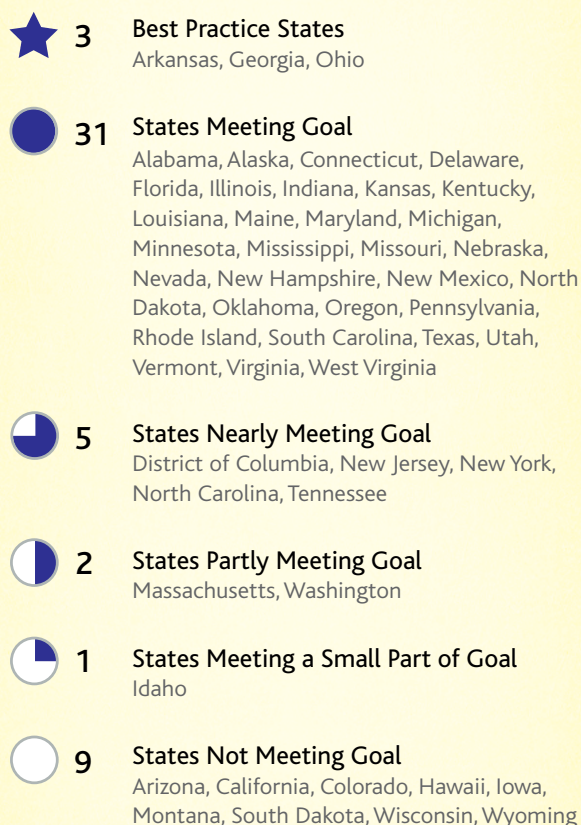 3 Best Practice States
Arkansas, Georgia, Ohio
31 States Meeting Goal
Alabama, Alaska, Connecticut, Delaware,
Florida, Illinois, Indiana, Kansas, Kentucky,
Louisiana, Maine, Maryland, Michigan,
Minnesota, Mississippi, Missouri, Nebraska,
Nevada, New Hampshire, New Mexico, North
Dakota, Oklahoma, Oregon, Pennsylvania,
Rhode Island, South Carolina, Texas, Utah,
Vermont, Virginia, West Virginia
5 States Nearly Meeting Goal
District of Columbia, New Jersey, New York,
North Carolina, Tennessee
2 States Partly Meeting Goal
Massachusetts, Washington
1 States Meeting a Small Part of Goal
Idaho
9 States Not Meeting Goal
Arizona, California, Colorado, Hawaii, Iowa,
Montana, South Dakota, Wisconsin, Wyoming